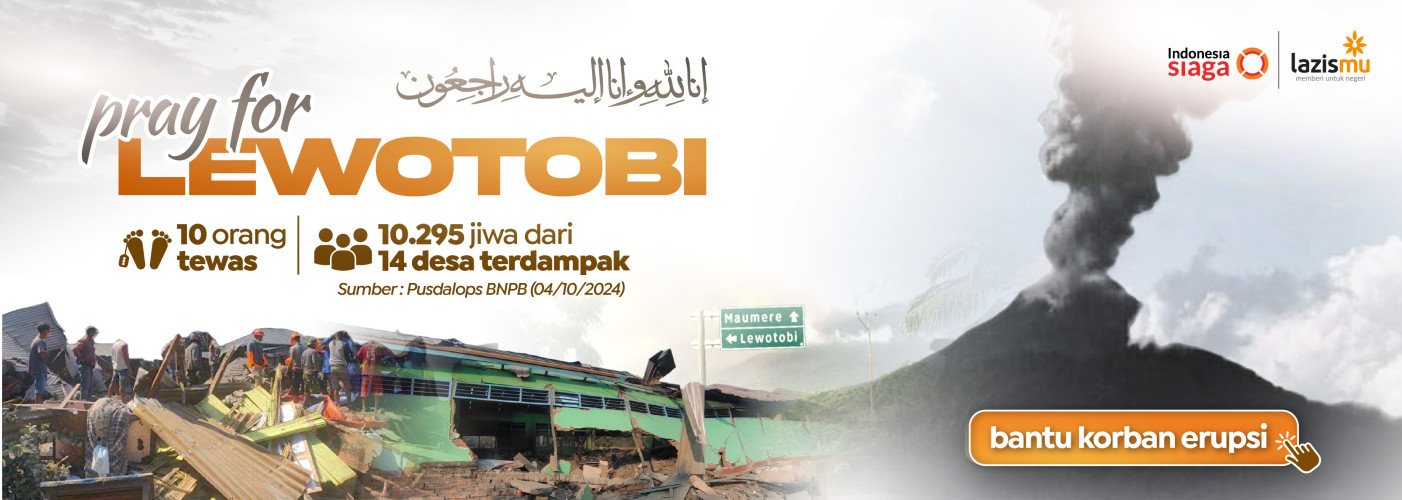 إنا لله وإنا إليه راجعون
pray for
LEWOTOBI
10 orang
tewas
10.295 jiwa dari
14 desa terdampak
Sumber : Pusdalops BNPB (04/10/2024)
Maumere
Lewotobi
Indonesia
siaga
lazismu
memberi untuk negeri
bantu korban erupsi